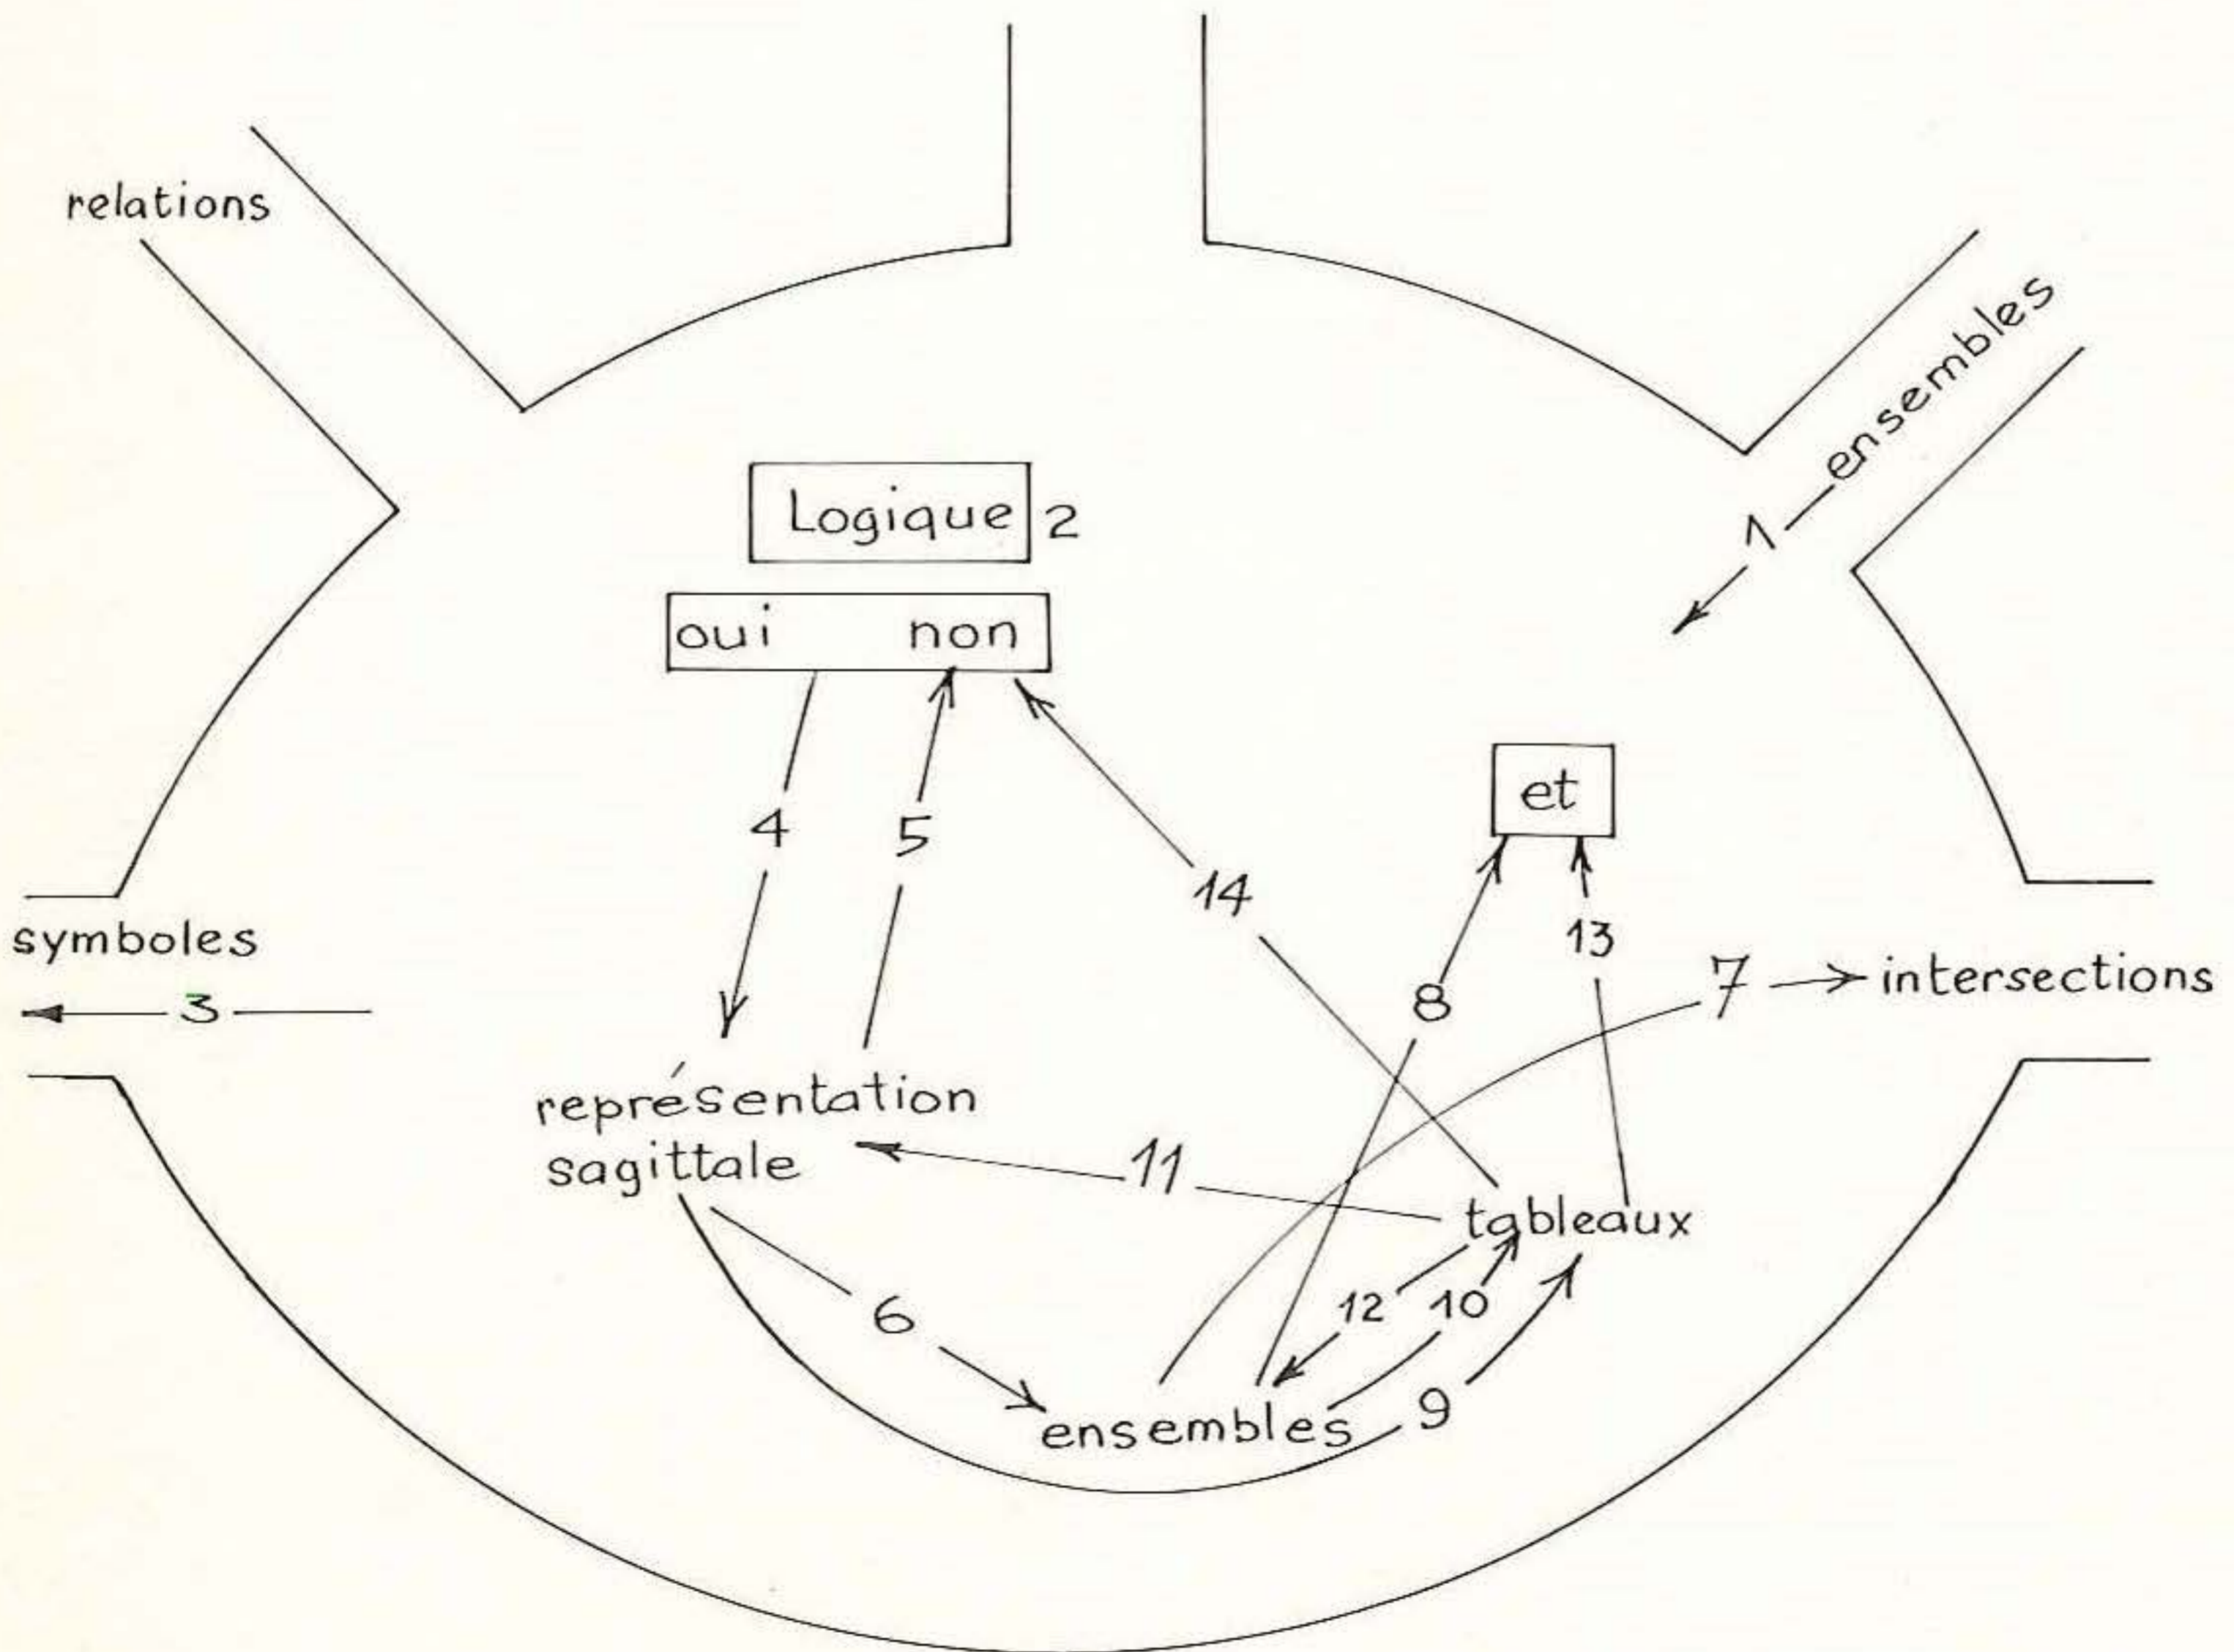 relations
ensembles
1
Logique 2
oui non
et
4 5
14
13
symboles
3
8
7 intersections
représentation
sagittale
11
tableaux
6
12 10
9
ensembles